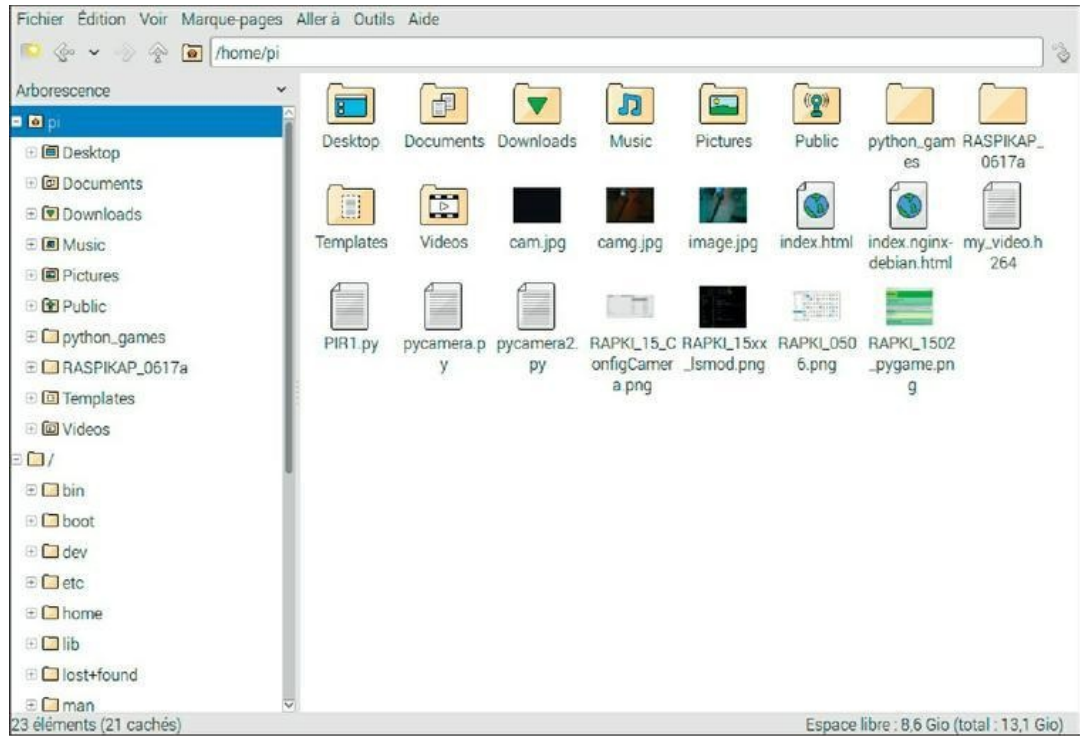 Fichier Édition Voir Marque-pages Aller à Outils Aide
/home/pi
Arborescence
pi
Desktop
Documents
Downloads
Music
Pictures
Public
python_games
RASPIKAP_0617a
Templates
Videos
/
bin
boot
dev
etc
home
lib
lost+found
man
Desktop Documents Downloads Music Pictures Public python_gam RASPIKAP_
es 0617a
Templates Videos cam.jpg camg.jpg image.jpg index.html index.nginx- my_video.h
debian.html 264
PIR1.py pycamera.p pycamera2. RAPKI_15_C RAPKI_15xx RAPKI_050 RAPKI_1502
y py onfigCamer _lsmod.png 6.png _pygame.pn
a.png g
23 éléments (21 cachés) Espace libre : 8,6 Gio (total : 13,1 Gio)